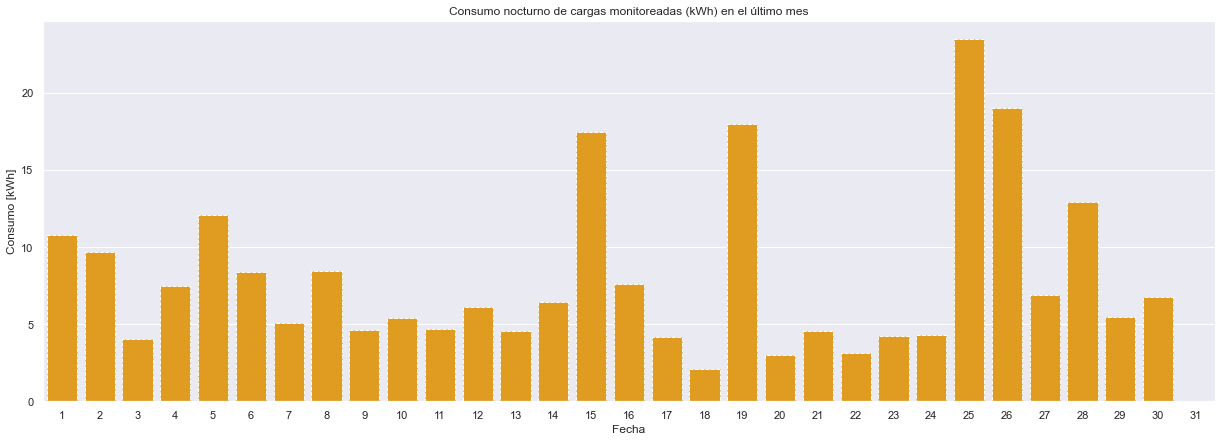 Consumo nocturno de cargas monitoreadas (kWh) en el último mes
Consumo [kWh]
20
15
10
5
0
1 2 3 4 5 6 7 8 9 10 11 12 13 14 15 16 17 18 19 20 21 22 23 24 25 26 27 28 29 30 31
Fecha